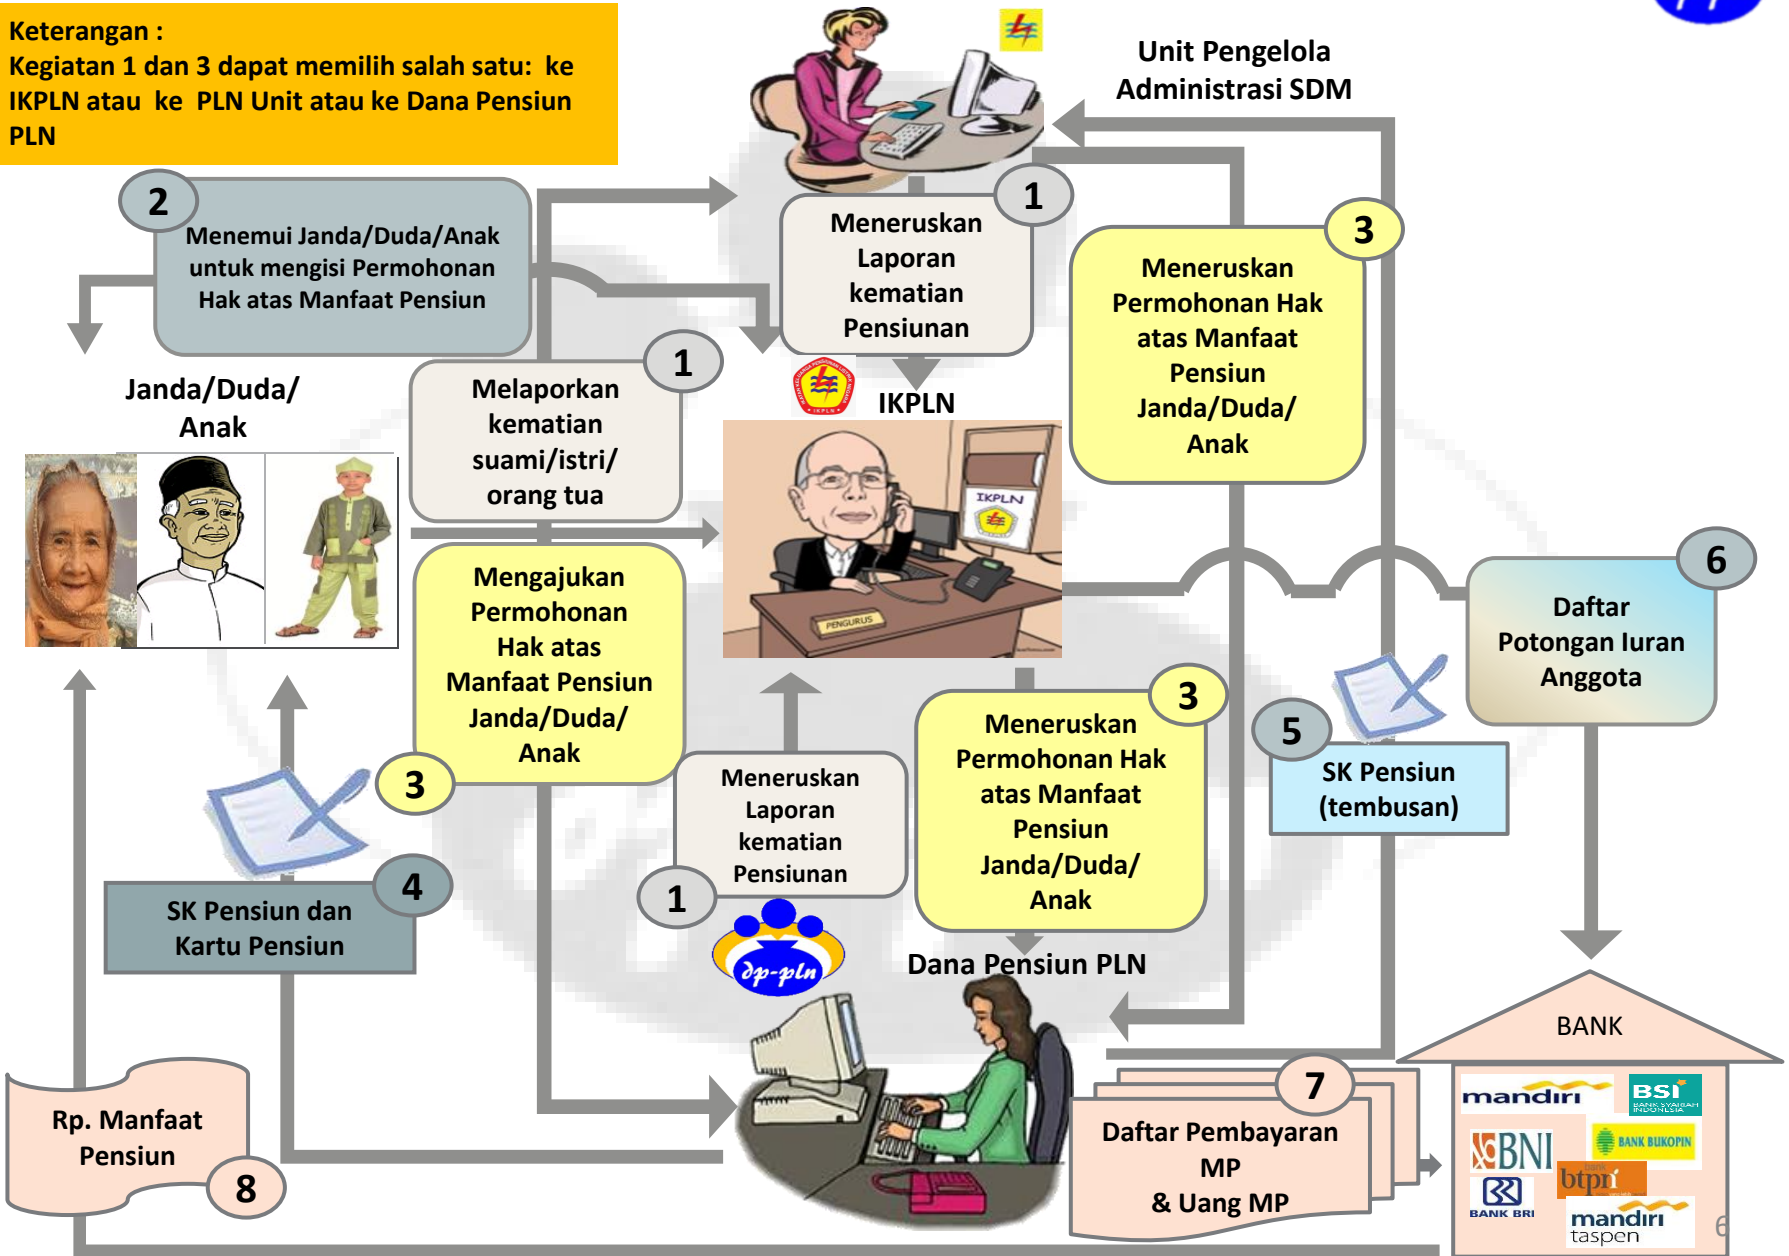 Keterangan :
Kegiatan 1 dan 3 dapat memilih salah satu: ke
IKPLN atau ke PLN Unit atau ke Dana Pensiun
PLN
Unit Pengelola
Administrasi SDM
2
Menemui Janda/Duda/Anak
untuk mengisi Permohonan
Hak atas Manfaat Pensiun
1
Meneruskan
Laporan
kematian
Pensiunan
3
Meneruskan
Permohonan Hak
atas Manfaat
Pensiun
Janda/Duda/
Anak
Janda/Duda/
Anak
1
Melaporkan
kematian
suami/istri/
orang tua
IKPLN
IKPLN
IKPLN
PENGURUS
Mengajukan
Permohonan
Hak atas
Manfaat Pensiun
Janda/Duda/
Anak
3
6
Daftar
Potongan Iuran
Anggota
3
Meneruskan
Permohonan Hak
atas Manfaat
Pensiun
Janda/Duda/
Anak
5
SK Pensiun
(tembusan)
Meneruskan
Laporan
kematian
Pensiunan
1
4
SK Pensiun dan
Kartu Pensiun
dp-pln
Dana Pensiun PLN
BANK
mandiri
BSI
BANK SYARIAH
INDONESIA
BNI
BANK BUKOPIN
bank
btpn
BANK BRI
mandiri
taspen
7
Daftar Pembayaran
MP
& Uang MP
Rp. Manfaat
Pensiun
8
6